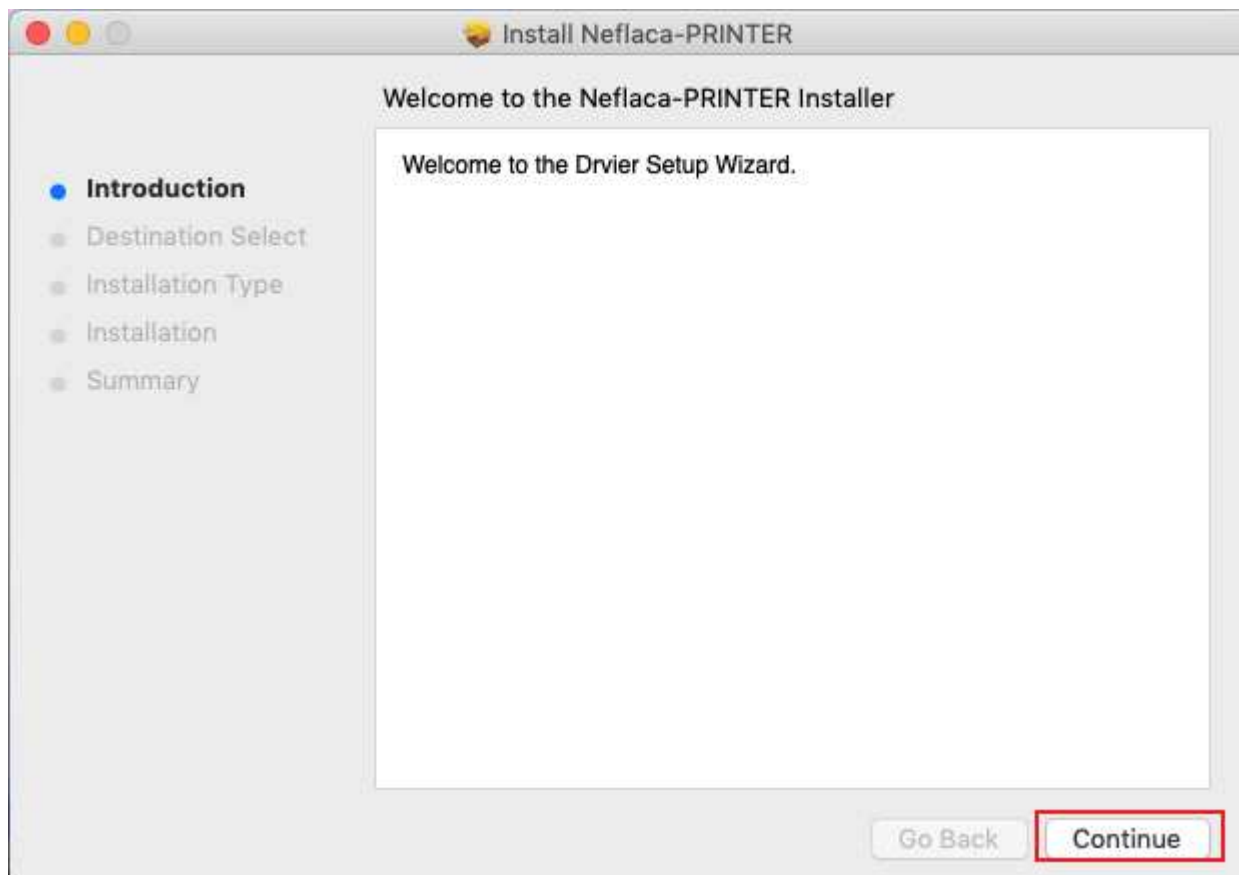 Install Neflaca-PRINTER
Welcome to the Neflaca-PRINTER Installer
Introduction
Destination Select
Installation Type
Installation
Summary
Welcome to the Drvier Setup Wizard.
Go Back
Continue